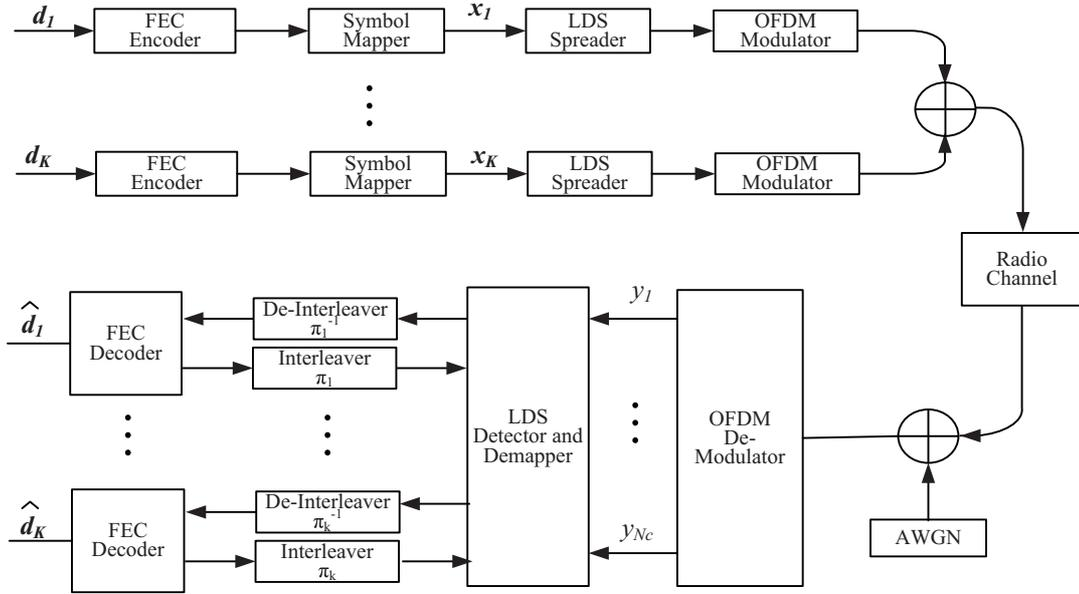 d1
FEC
Encoder
Symbol
Mapper
x1
LDS
Spreader
OFDM
Modulator
dK
FEC
Encoder
Symbol
Mapper
xK
LDS
Spreader
OFDM
Modulator
Radio
Channel
d̂1
FEC
Decoder
De-Interleaver
π1-1
Interleaver
π1
LDS
Detector and
Demapper
y1
OFDM
De-
Modulator
d̂K
FEC
Decoder
De-Interleaver
πk-1
Interleaver
πk
yNc
AWGN